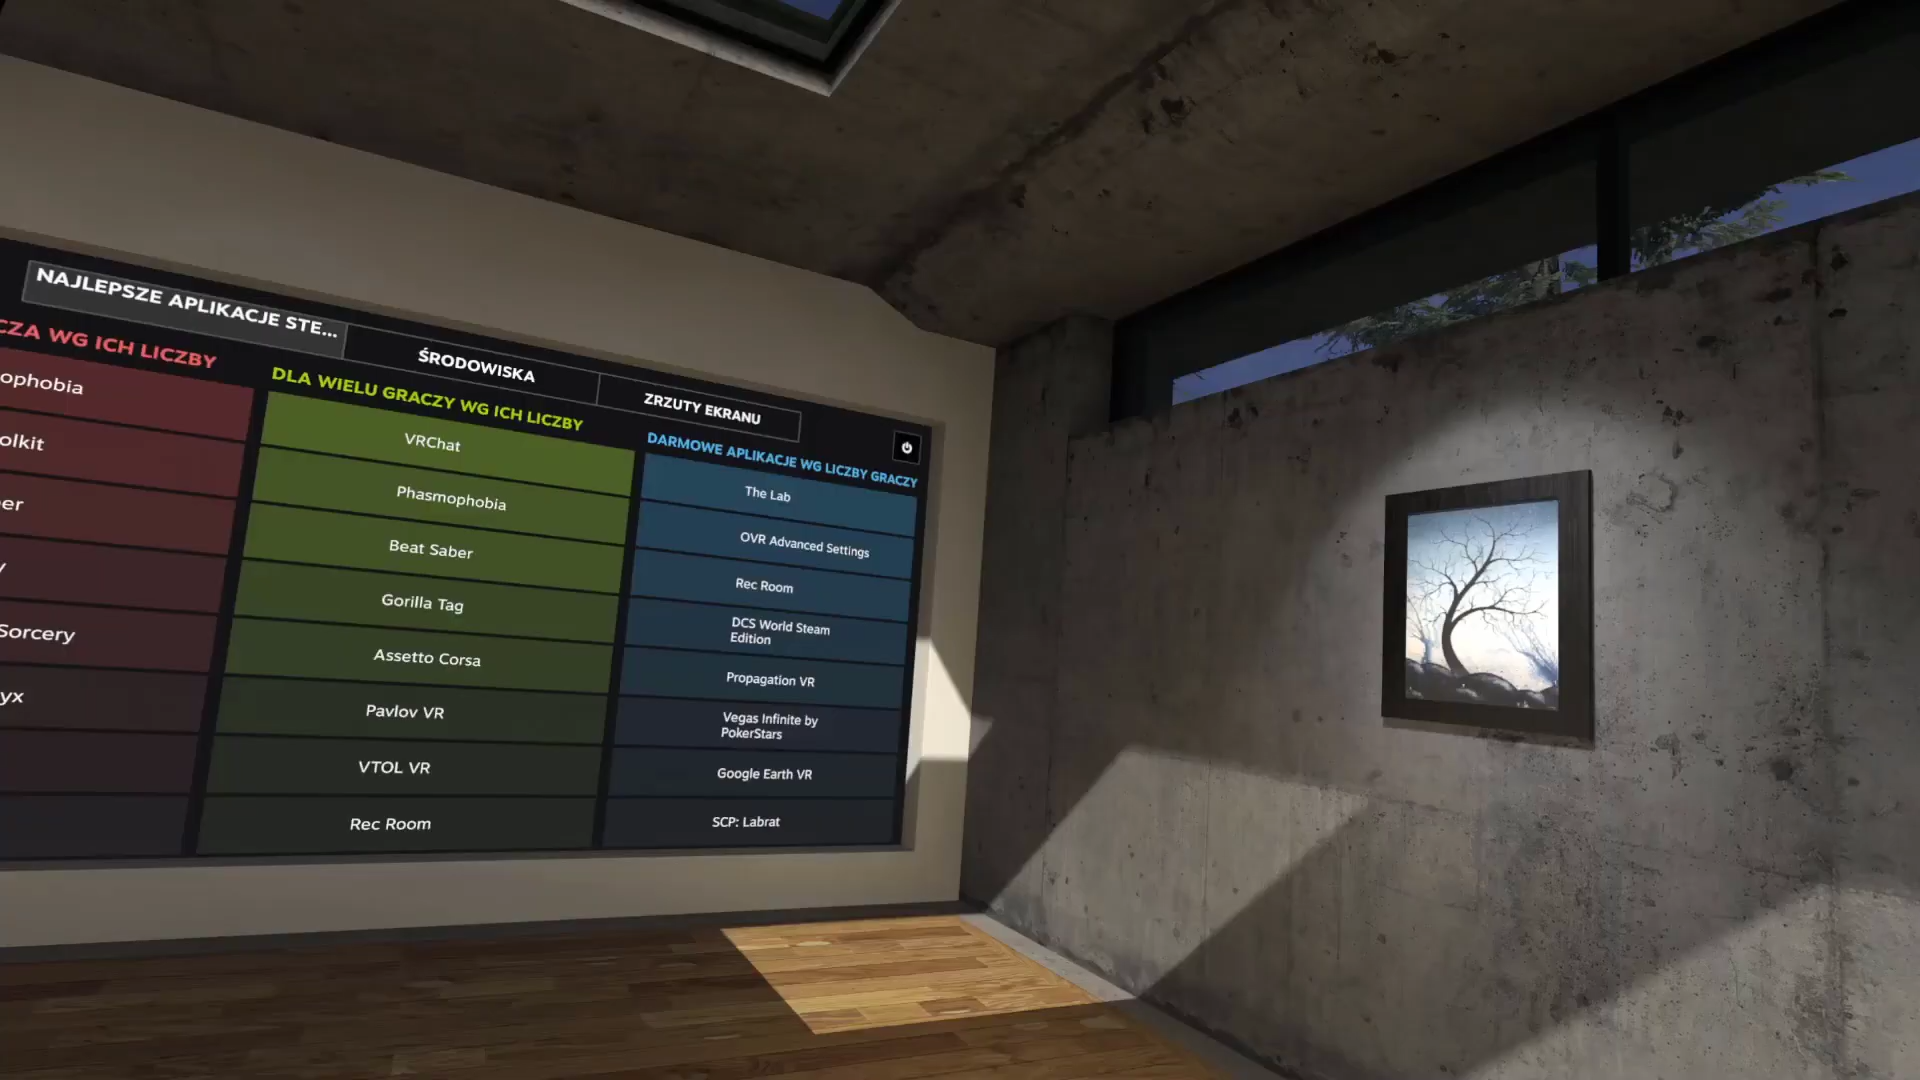 NAJLEPSZE APLIKACJE STE...
ŚRODOWISKA
ZRZUTY EKRANU
CZA WG ICH LICZBY
ophobia
olkit
er
y
Sorcery
yx
DLA WIELU GRACZY WG ICH LICZBY
VRChat
Phasmophobia
Beat Saber
Gorilla Tag
Assetto Corsa
Pavlov VR
VTOL VR
Rec Room
DARMOWE APLIKACJE WG LICZBY GRACZY
The Lab
OVR Advanced Settings
Rec Room
DCS World Steam
Edition
Propagation VR
Vegas Infinite by
PokerStars
Google Earth VR
SCP: Labrat